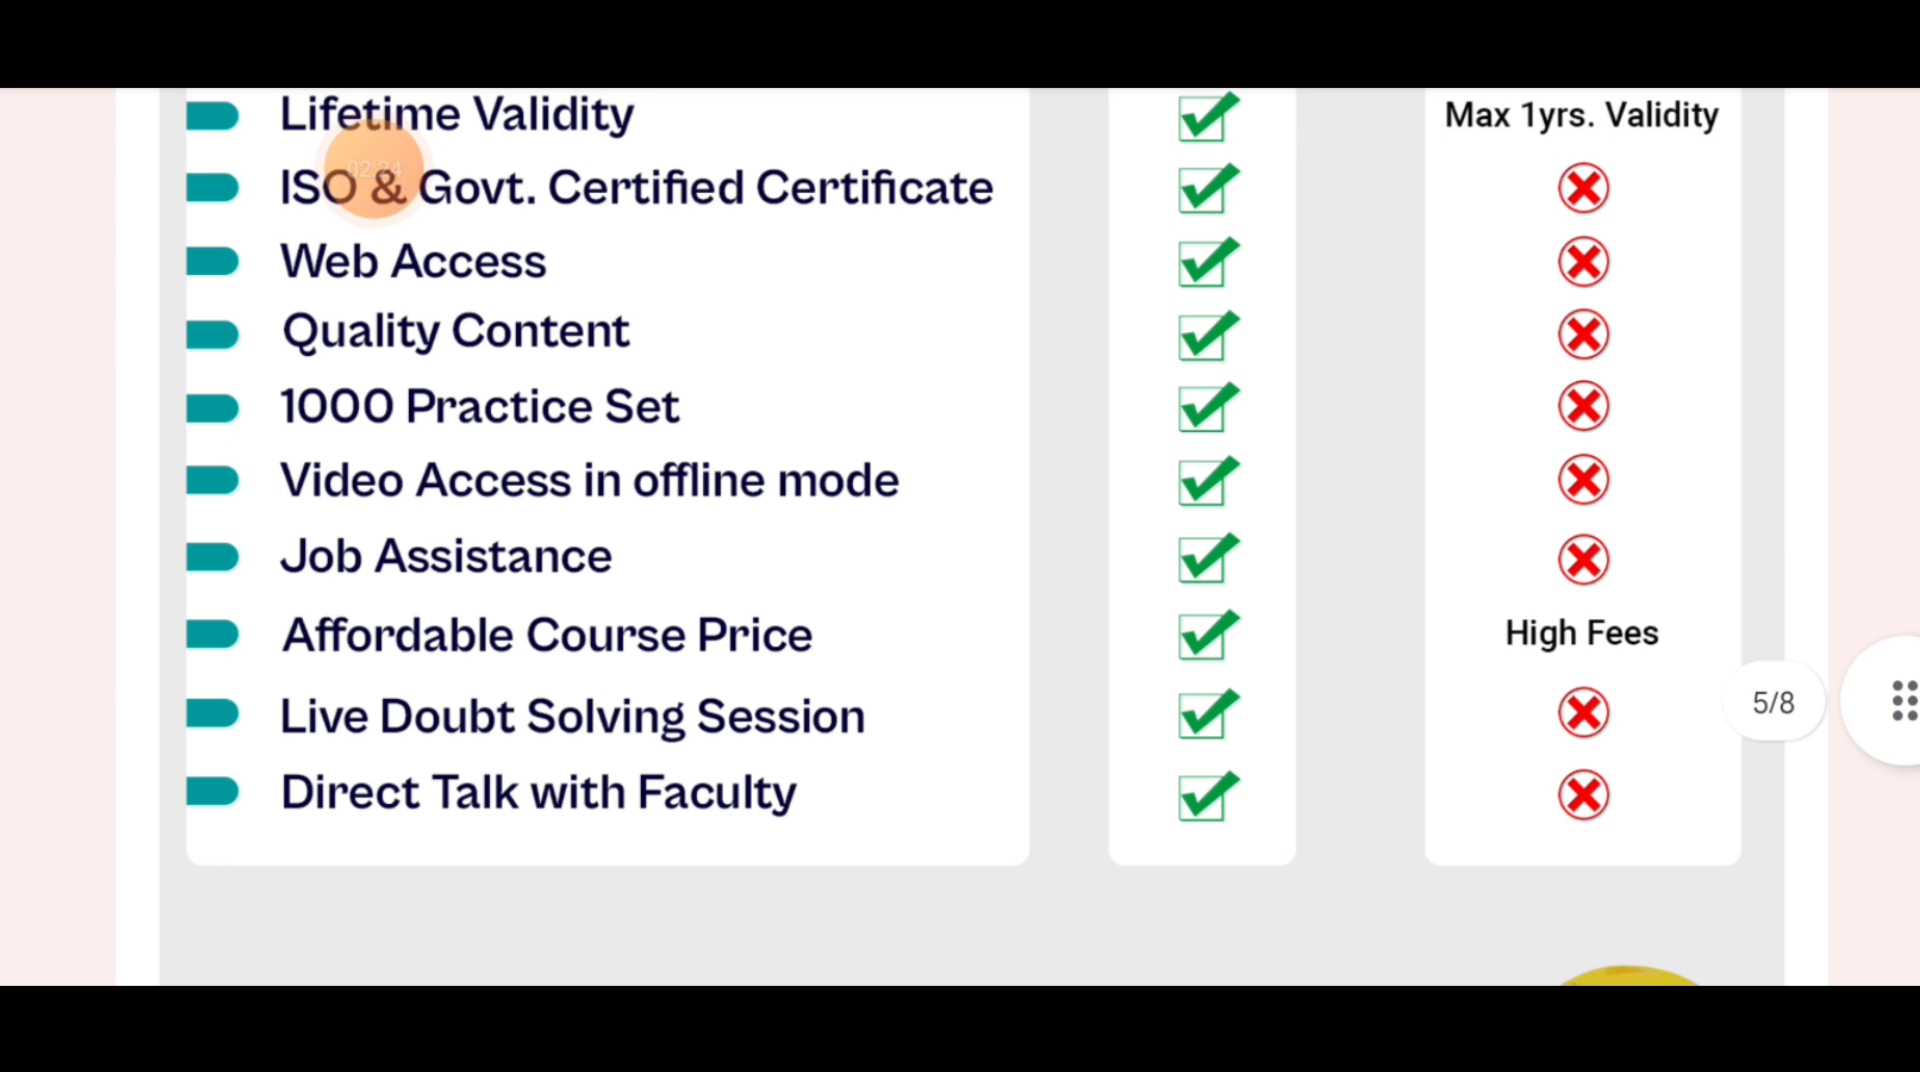 Lifetime Validity Max 1yrs. Validity
02:24
ISO & Govt. Certified Certificate
Web Access
Quality Content
1000 Practice Set
Video Access in offline mode
Job Assistance
Affordable Course Price High Fees
5/8
Live Doubt Solving Session
Direct Talk with Faculty